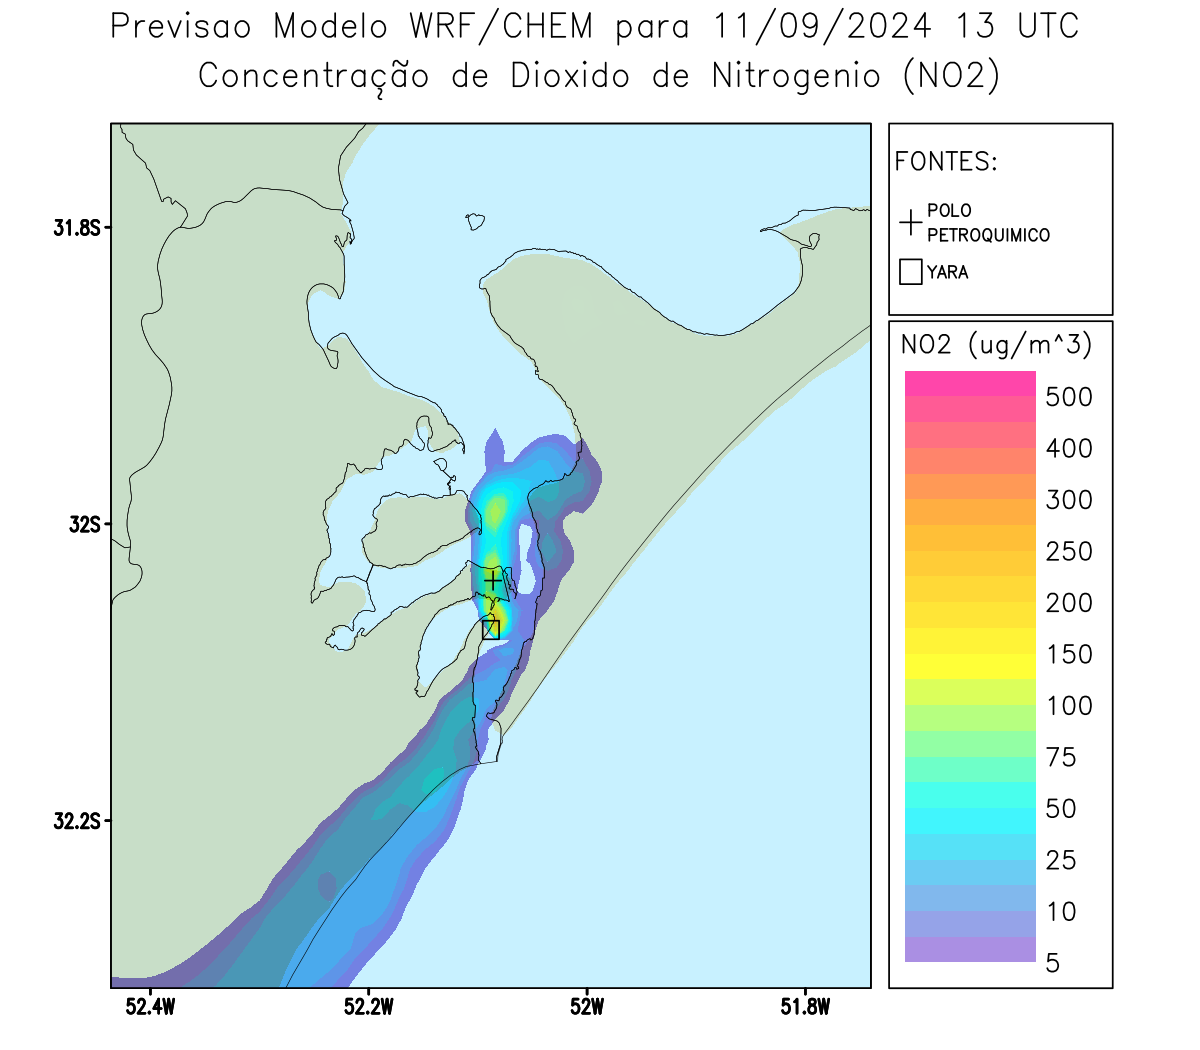 Previsao Modelo WRF/CHEM para 11/09/2024 13 UTC
Concentração de Dioxido de Nitrogenio (NO2)
FONTES:
POLO
PETROQUIMICO
YARA
NO2 (ug/m^3)
500
400
300
250
200
150
100
75
50
25
10
5
31.8S
32S
32.2S
52.4W
52.2W
52W
51.8W